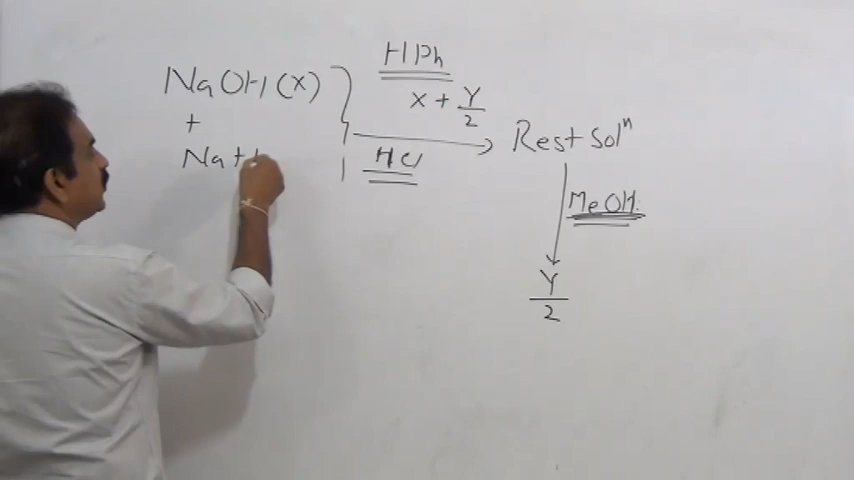 NaOH (x)
+
Na H
HPh
x + Y/2
HCl
Rest solⁿ
MeOH.
Y/2